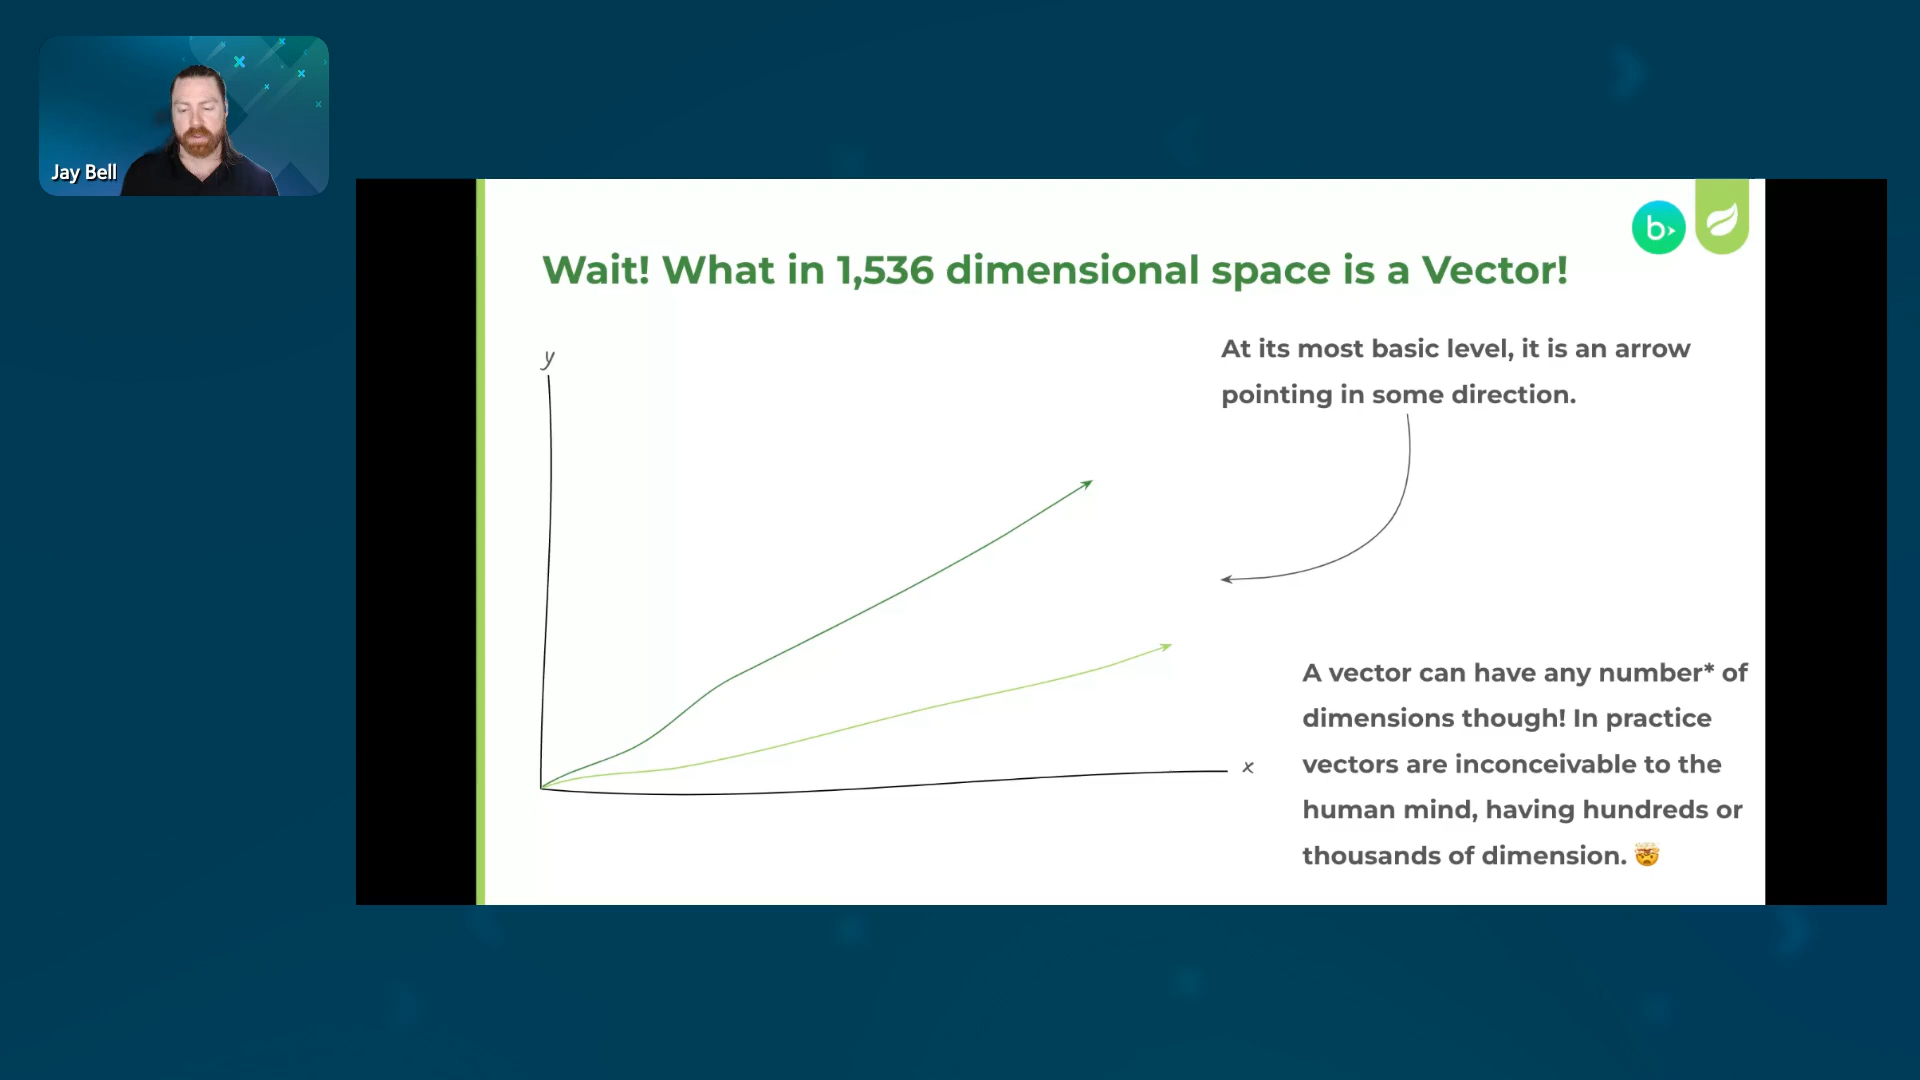 Jay Bell
b
Wait! What in 1,536 dimensional space is a Vector!
y
At its most basic level, it is an arrow
pointing in some direction.
A vector can have any number* of
dimensions though! In practice
vectors are inconceivable to the
human mind, having hundreds or
thousands of dimension. 🤯
x